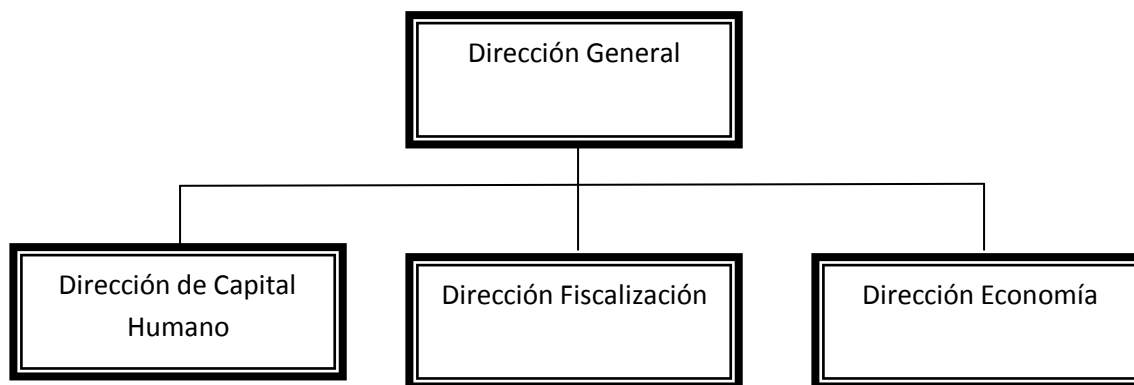 Dirección General
Dirección de Capital
Humano
Dirección Fiscalización
Dirección Economía